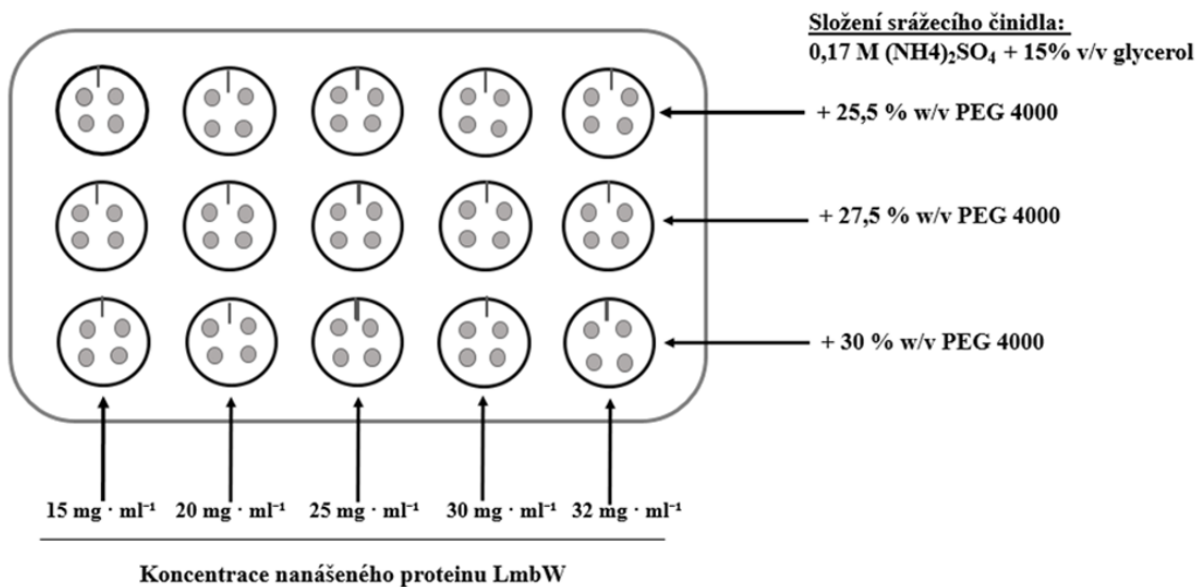 Složení srážecího činidla:
0,17 M (NH4)₂SO₄ + 15% v/v glycerol
+ 25,5 % w/v PEG 4000
+ 27,5 % w/v PEG 4000
+ 30 % w/v PEG 4000
15 mg · ml⁻¹ 20 mg · ml⁻¹ 25 mg · ml⁻¹ 30 mg · ml⁻¹ 32 mg · ml⁻¹
Koncentrace nanášeného proteinu LmbW